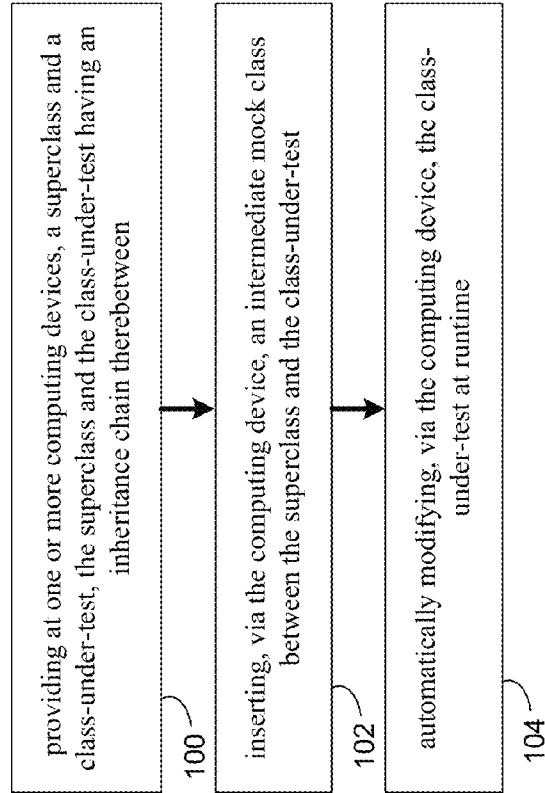 providing at one or more computing devices, a superclass and a
class-under-test, the superclass and the class-under-test having an
inheritance chain therebetween
100
inserting, via the computing device, an intermediate mock class
between the superclass and the class-under-test
102
automatically modifying, via the computing device, the class-
under-test at runtime
104